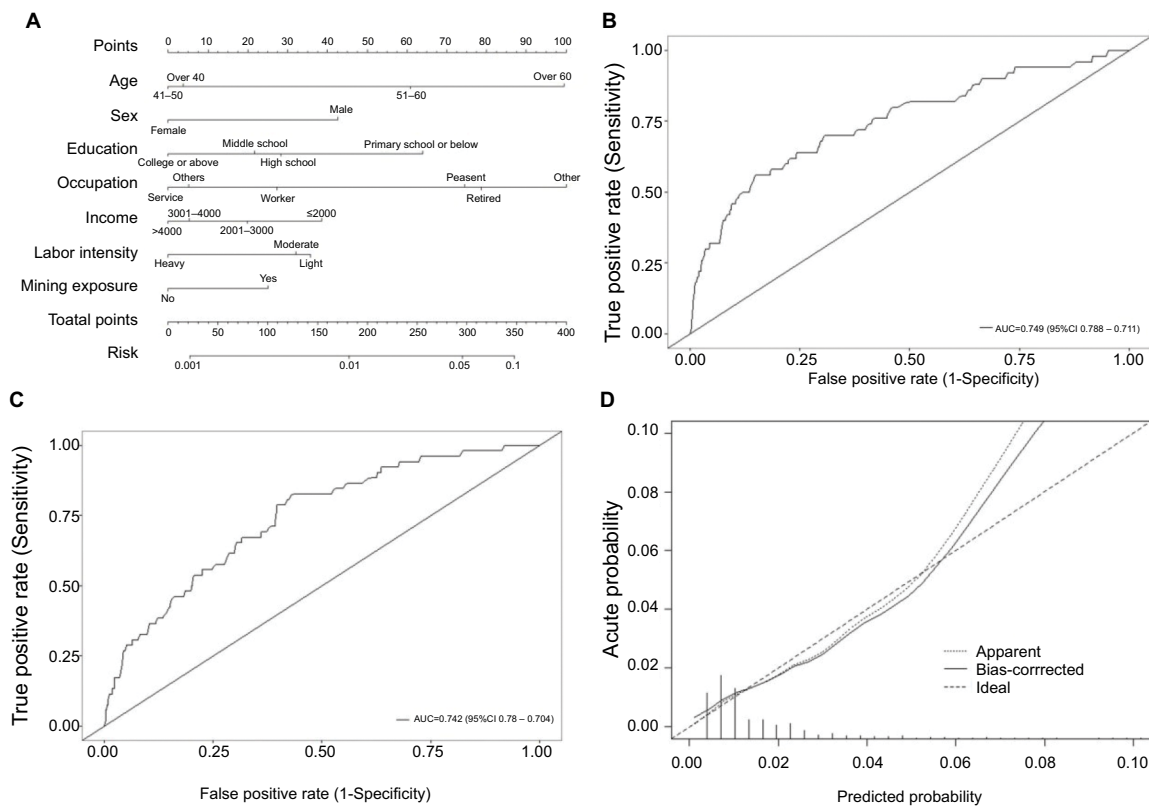 A
Points
0 10 20 30 40 50 60 70 80 90 100
Age
Over 40 Over 60
41–50 51–60
Sex
Male
Female
Education
Middle school Primary school or below
College or above High school
Occupation
Others Peasent Other
Service Worker Retired
Income
3001–4000 ≤2000
>4000 2001–3000
Labor intensity
Moderate
Heavy Light
Mining exposure
Yes
No
Toatal points
0 50 100 150 200 250 300 350 400
Risk
0.001 0.01 0.05 0.1
B
True positive rate (Sensitivity)
1.00
0.75
0.50
0.25
0.00
AUC=0.749 (95%CI 0.788 – 0.711)
0.00 0.25 0.50 0.75 1.00
False positive rate (1-Specificity)
C
True positive rate (Sensitivity)
1.00
0.75
0.50
0.25
0.00
AUC=0.742 (95%CI 0.78 – 0.704)
0.00 0.25 0.50 0.75 1.00
False positive rate (1-Specificity)
D
Acute probability
0.10
0.08
0.06
0.04
0.02
0.00
Apparent
Bias-corrrected
Ideal
0.00 0.02 0.04 0.06 0.08 0.10
Predicted probability